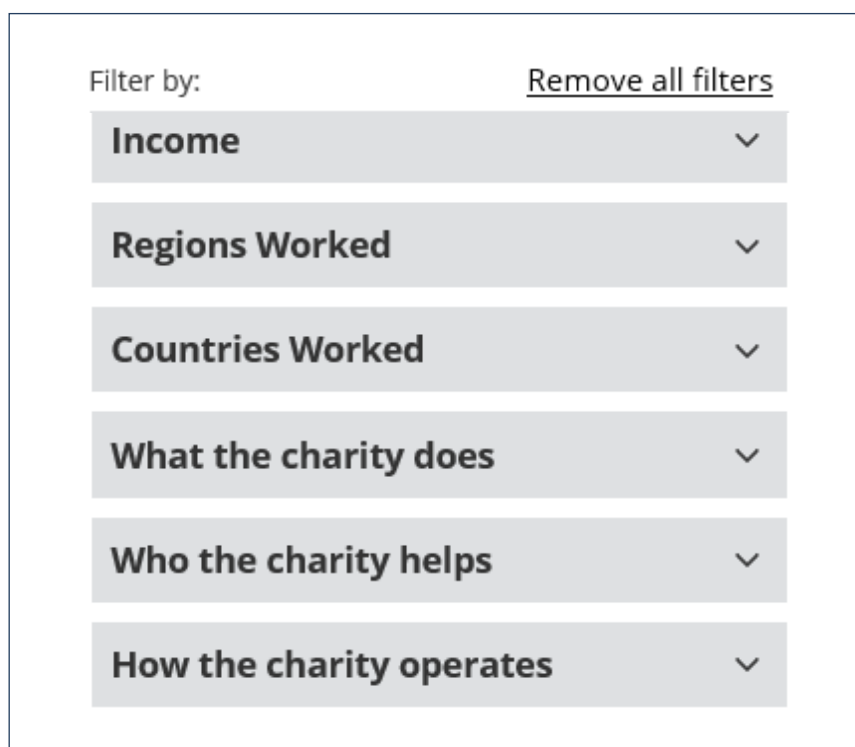 Filter by: Remove all filters
Income
Regions Worked
Countries Worked
What the charity does
Who the charity helps
How the charity operates